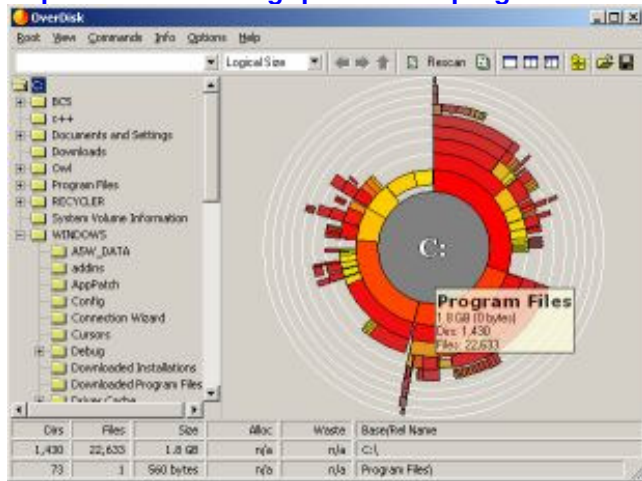 OverDisk
Root View Commands Info Options Help
Logical Size Rescan
C:\
BCS
c++
Documents and Settings
Downloads
Owl
Program Files
RECYCLER
System Volume Information
WINDOWS
ASW_DATA
addins
AppPatch
Config
Connection Wizard
Cursors
Debug
Downloaded Installations
Downloaded Program Files
Driver Cache
C:
Program Files
1.8 GB (0 bytes)
Dirs: 1,430
Files: 22,633
Dirs Files Size Alloc Waste Base/Rel Name
1,430 22,633 1.8 GB n/a n/a C:\,
73 1 560 bytes n/a n/a Program Files\